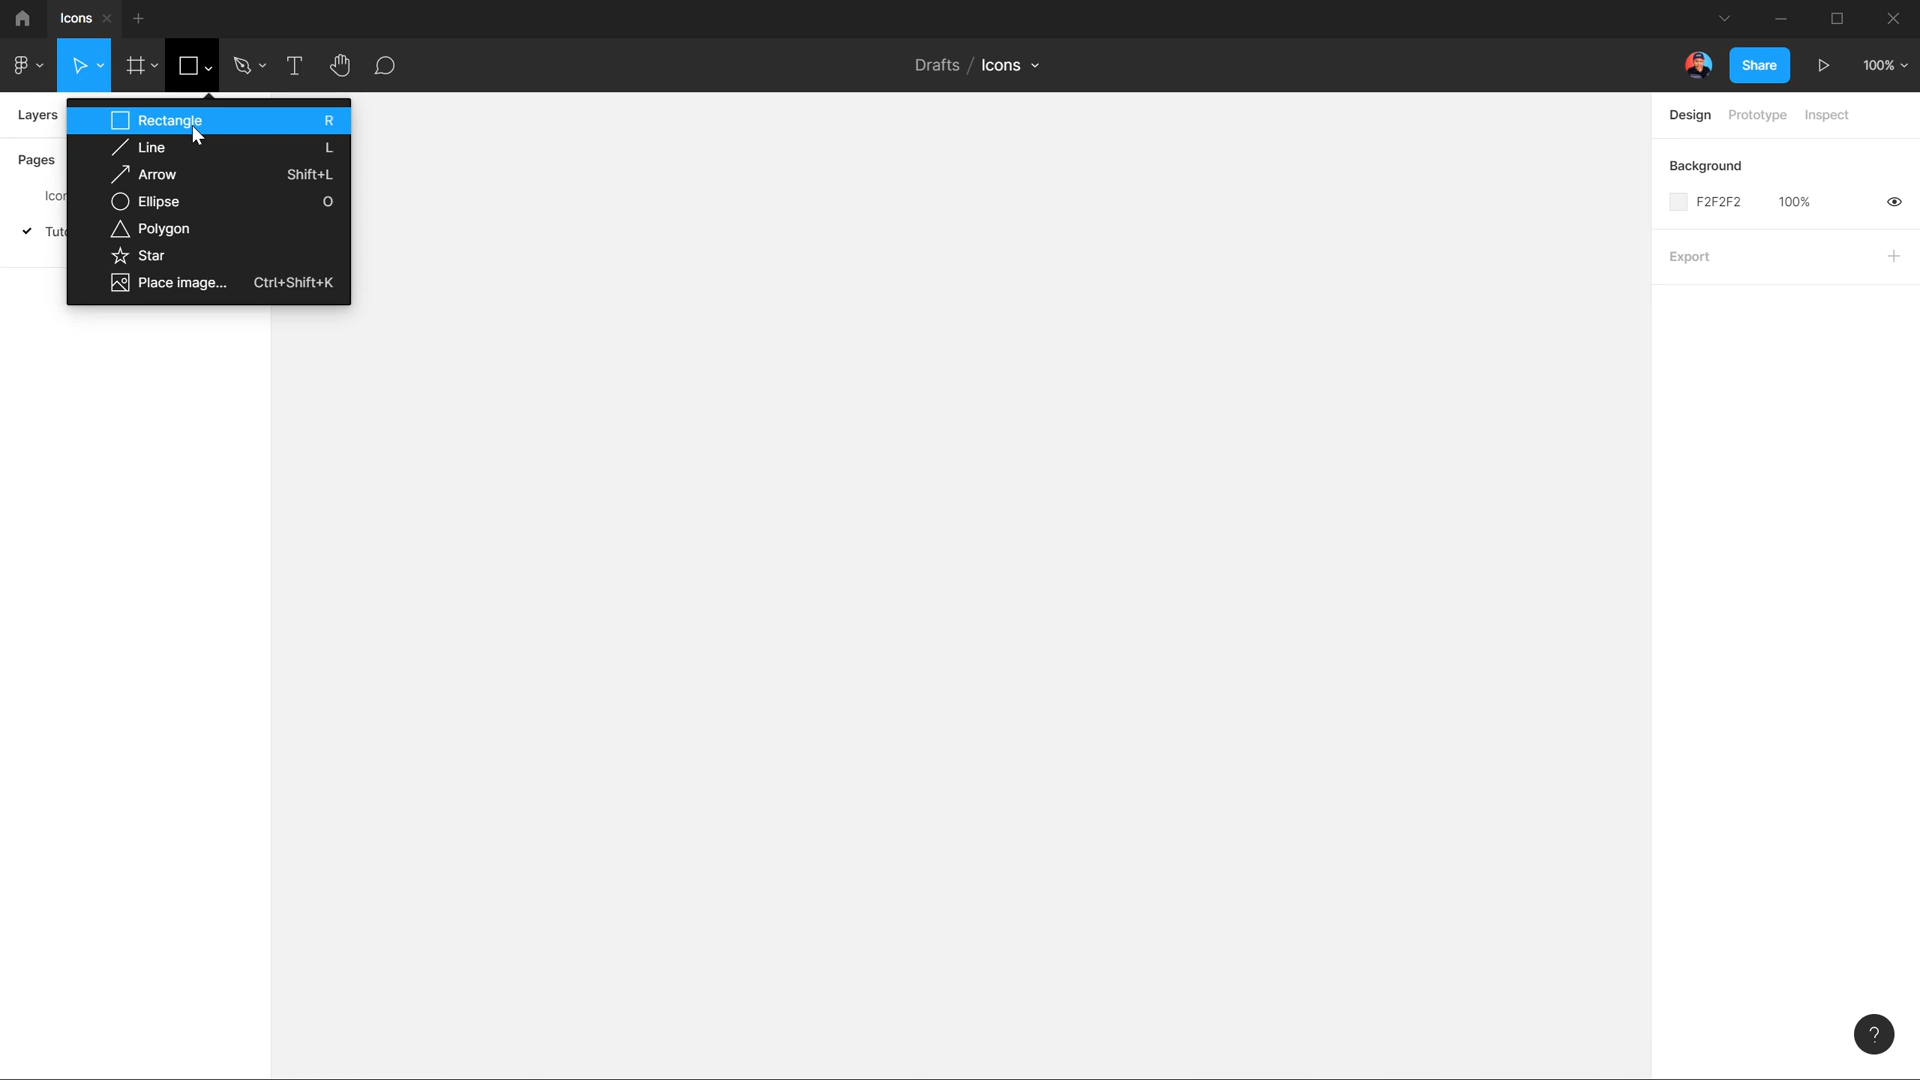 Icons
Drafts / Icons
Share
100%
Layers
Rectangle R
Line L
Arrow Shift+L
Ellipse O
Polygon
Star
Place image... Ctrl+Shift+K
Pages
Design Prototype Inspect
Background
F2F2F2 100%
Export
?